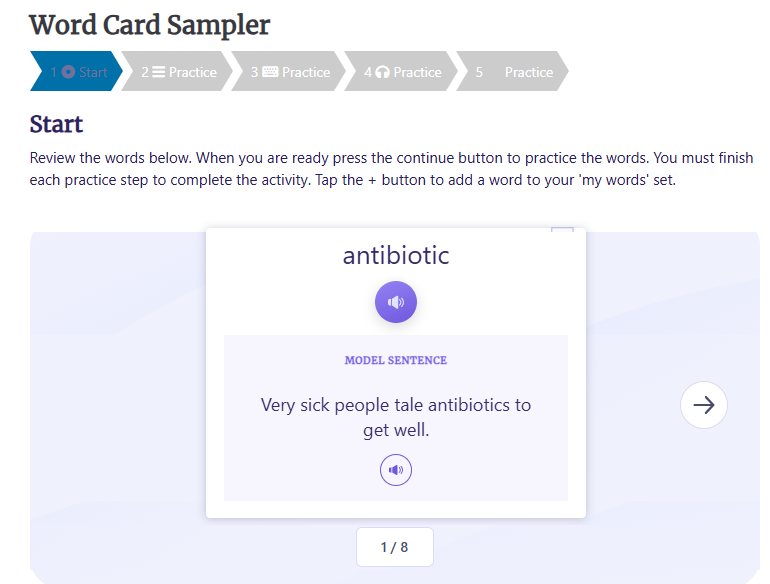 Word Card Sampler
1 Start 2 Practice 3 Practice 4 Practice 5 Practice
Start
Review the words below. When you are ready press the continue button to practice the words. You must finish
each practice step to complete the activity. Tap the + button to add a word to your 'my words' set.
antibiotic
MODEL SENTENCE
Very sick people tale antibiotics to
get well.
1 / 8